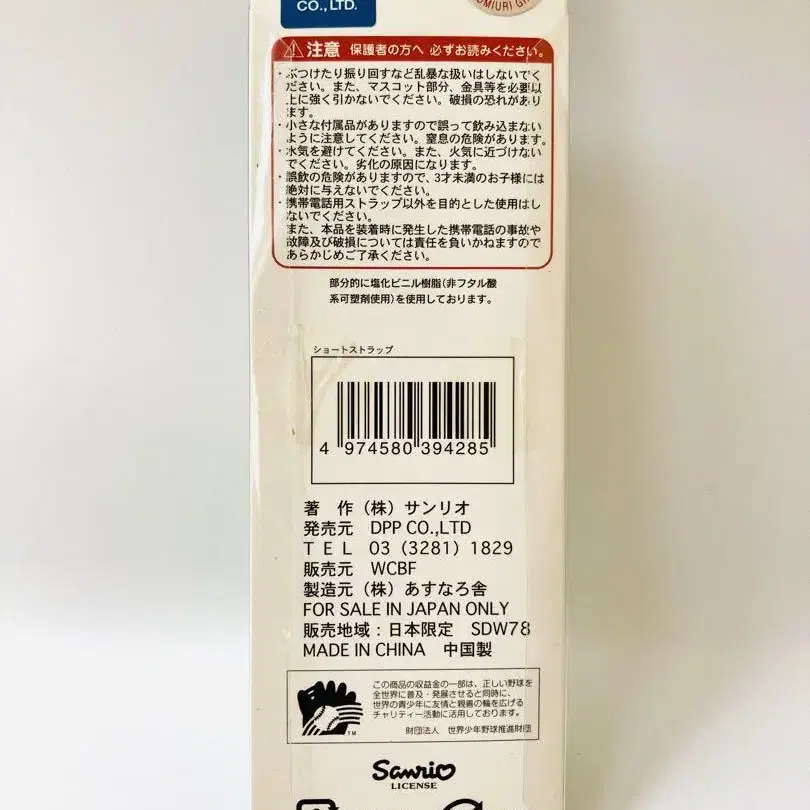 CO.,LTD.
OMIURI GI
注意 保護者の方へ 必ずお読みください。
・ぶつけたり振り回すなど乱暴な扱いはしないでく
ださい。また、マスコット部分、金具等を必要以
上に強く引かないでください。破損の恐れがあり
ます。
・小さな付属品がありますので誤って飲み込まない
ように注意してください。窒息の危険があります。
・水気を避けてください。また、火気に近づけない
でください。劣化の原因になります。
・誤飲の危険がありますので、3才未満のお子様には
絶対に与えないでください。
・携帯電話用ストラップ以外を目的とした使用はし
ないでください。
また、本品を装着時に発生した携帯電話の事故や
故障及び破損については責任を負いかねますので
あらかじめご了承ください。
部分的に塩化ビニル樹脂(非フタル酸
系可塑剤使用)を使用しております。
ショートストラップ
4 974580 394285
著 作 (株) サンリオ
発売元 DPP CO.,LTD
TEL 03 (3281) 1829
販売元 WCBF
製造元 (株) あすなろ舎
FOR SALE IN JAPAN ONLY
販売地域:日本限定 SDW78
MADE IN CHINA 中国製
この商品の収益金の一部は、正しい野球を
全世界に普及・発展させると同時に、
世界の青少年に友情と親善の輪を広げる
チャリティー活動に活用しております。
TM
財団法人 世界少年野球推進財団
Sanrio
LICENSE